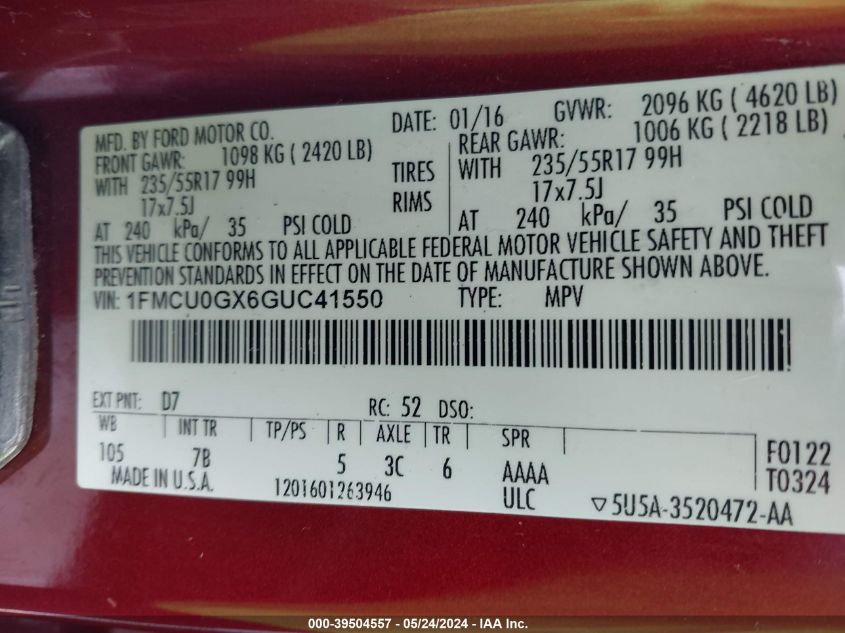 MFD. BY FORD MOTOR CO. DATE: 01/16 GVWR: 2096 KG ( 4620 LB)
FRONT GAWR: 1098 KG ( 2420 LB) REAR GAWR: 1006 KG ( 2218 LB)
WITH 235/55R17 99H TIRES WITH 235/55R17 99H
17x7.5J RIMS 17x7.5J
AT 240 kPa/ 35 PSI COLD AT 240 kPa/ 35 PSI COLD
THIS VEHICLE CONFORMS TO ALL APPLICABLE FEDERAL MOTOR VEHICLE SAFETY AND THEFT
PREVENTION STANDARDS IN EFFECT ON THE DATE OF MANUFACTURE SHOWN ABOVE.
VIN: 1FMCU0GX6GUC41550 TYPE: MPV
EXT PNT: D7 RC: 52 DSO:
WB INT TR TP/PS R AXLE TR SPR
105 7B 5 3C 6 AAAA F0122
MADE IN U.S.A. 1201601263946 ULC T0324
▽5U5A-3520472-AA
000-39504557 - 05/24/2024 - IAA Inc.